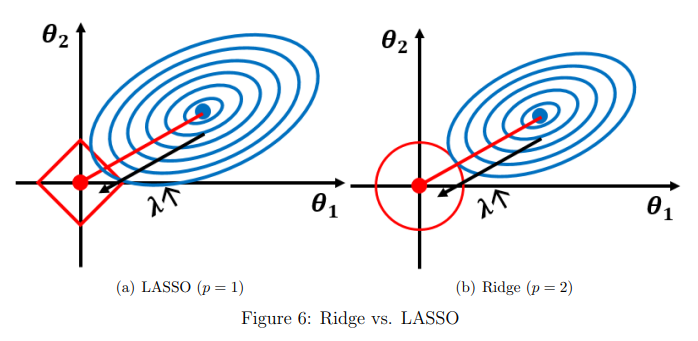 θ₂
θ₁
λ↑
θ₂
θ₁
λ↑
(a) LASSO (p = 1)
(b) Ridge (p = 2)
Figure 6: Ridge vs. LASSO